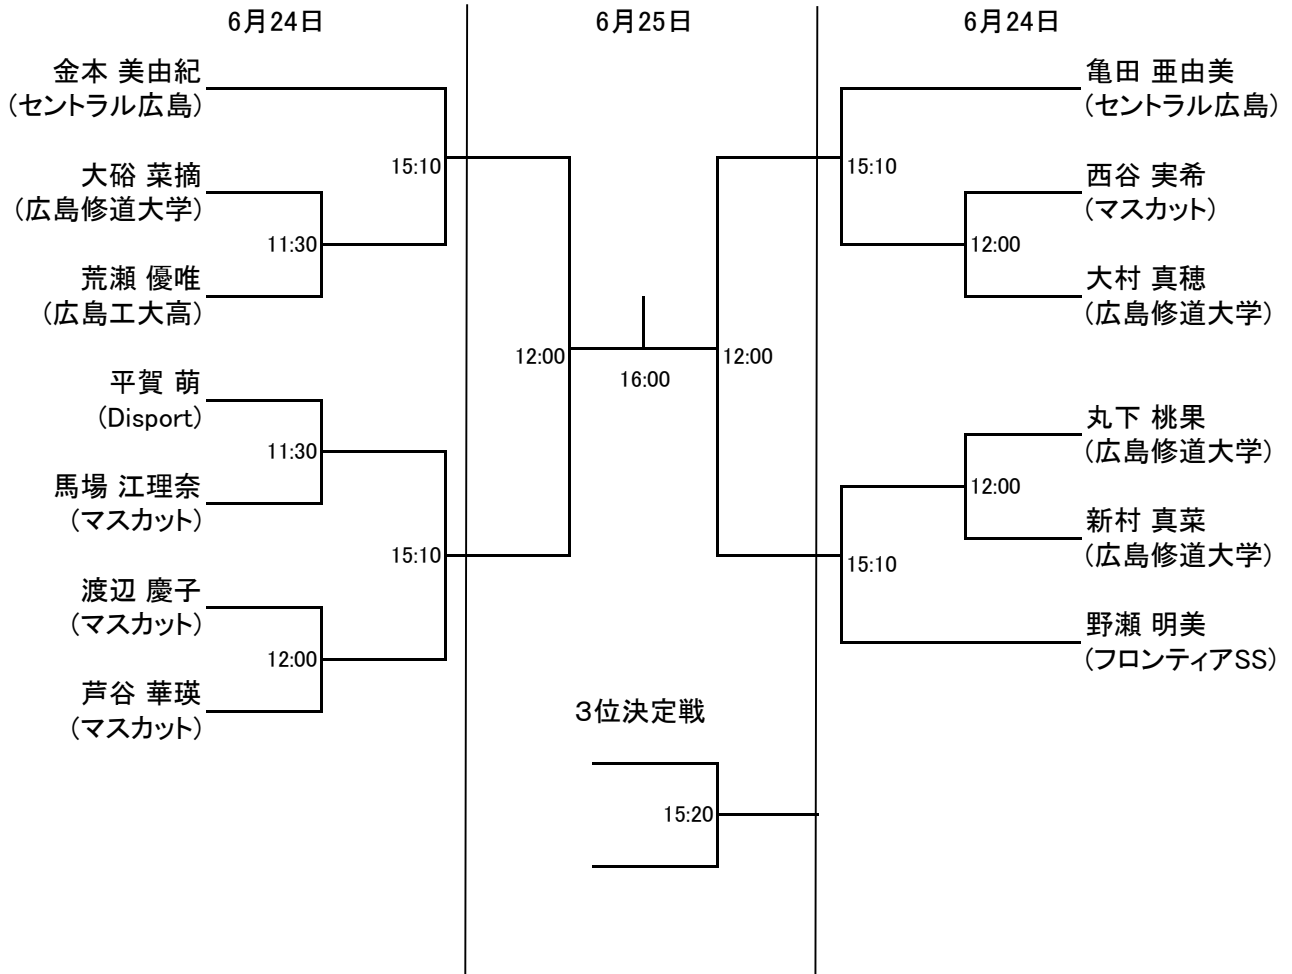 6月24日
6月25日
6月24日
金本 美由紀
(セントラル広島)
大硲 菜摘
(広島修道大学)
荒瀬 優唯
(広島工大高)
平賀 萌
(Disport)
馬場 江理奈
(マスカット)
渡辺 慶子
(マスカット)
芦谷 華瑛
(マスカット)
15:10
11:30
11:30
15:10
12:00
12:00
16:00
12:00
3位決定戦
15:20
15:10
12:00
12:00
15:10
亀田 亜由美
(セントラル広島)
西谷 実希
(マスカット)
大村 真穂
(広島修道大学)
丸下 桃果
(広島修道大学)
新村 真菜
(広島修道大学)
野瀬 明美
(フロンティアSS)